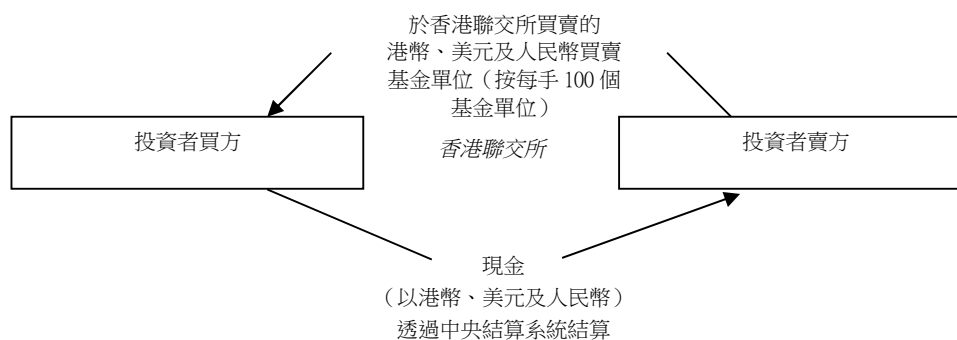 於香港聯交所買賣的
港幣、美元及人民幣買賣
基金單位（按每手 100 個
基金單位）
投資者買方
香港聯交所
投資者賣方
現金
（以港幣、美元及人民幣）
透過中央結算系統結算